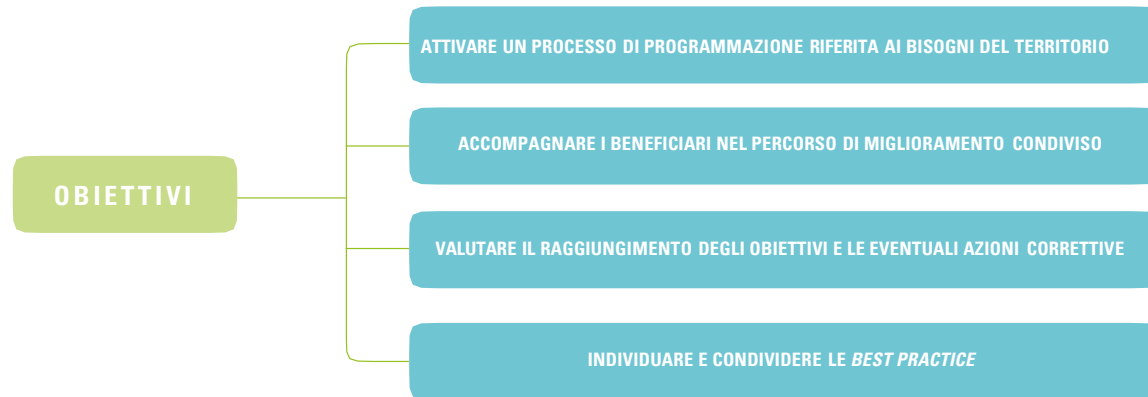 OBIETTIVI
ATTIVARE UN PROCESSO DI PROGRAMMAZIONE RIFERITA AI BISOGNI DEL TERRITORIO
ACCOMPAGNARE I BENEFICIARI NEL PERCORSO DI MIGLIORAMENTO CONDIVISO
VALUTARE IL RAGGIUNGIMENTO DEGLI OBIETTIVI E LE EVENTUALI AZIONI CORRETTIVE
INDIVIDUARE E CONDIVIDERE LE BEST PRACTICE